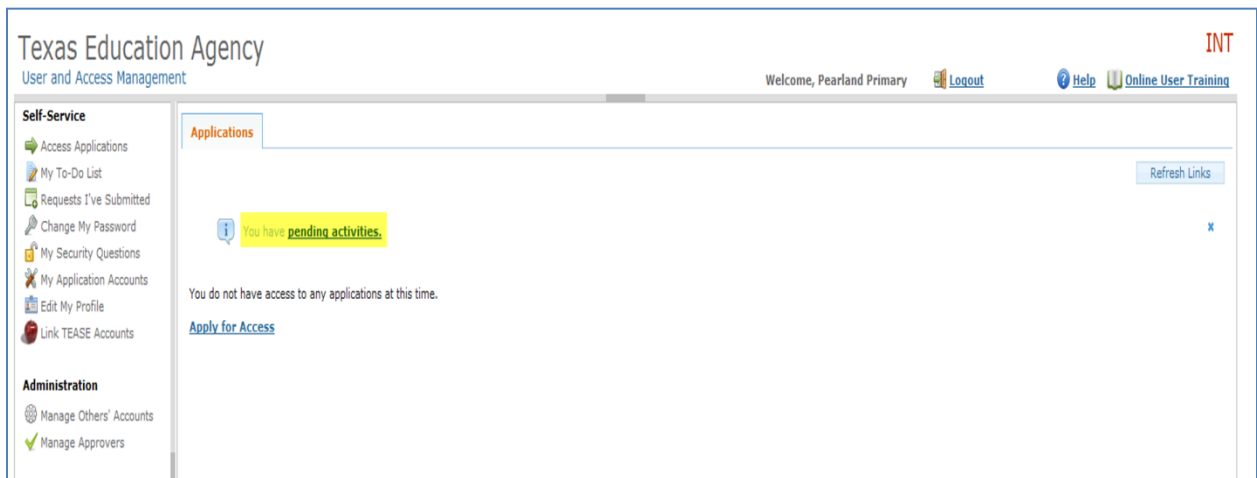 Texas Education Agency
INT
User and Access Management
Welcome, Pearland Primary
Logout
Help
Online User Training
Self-Service
Access Applications
My To-Do List
Requests I've Submitted
Change My Password
My Security Questions
My Application Accounts
Edit My Profile
Link TEASE Accounts
Administration
Manage Others' Accounts
Manage Approvers
Applications
Refresh Links
You have pending activities.
x
You do not have access to any applications at this time.
Apply for Access